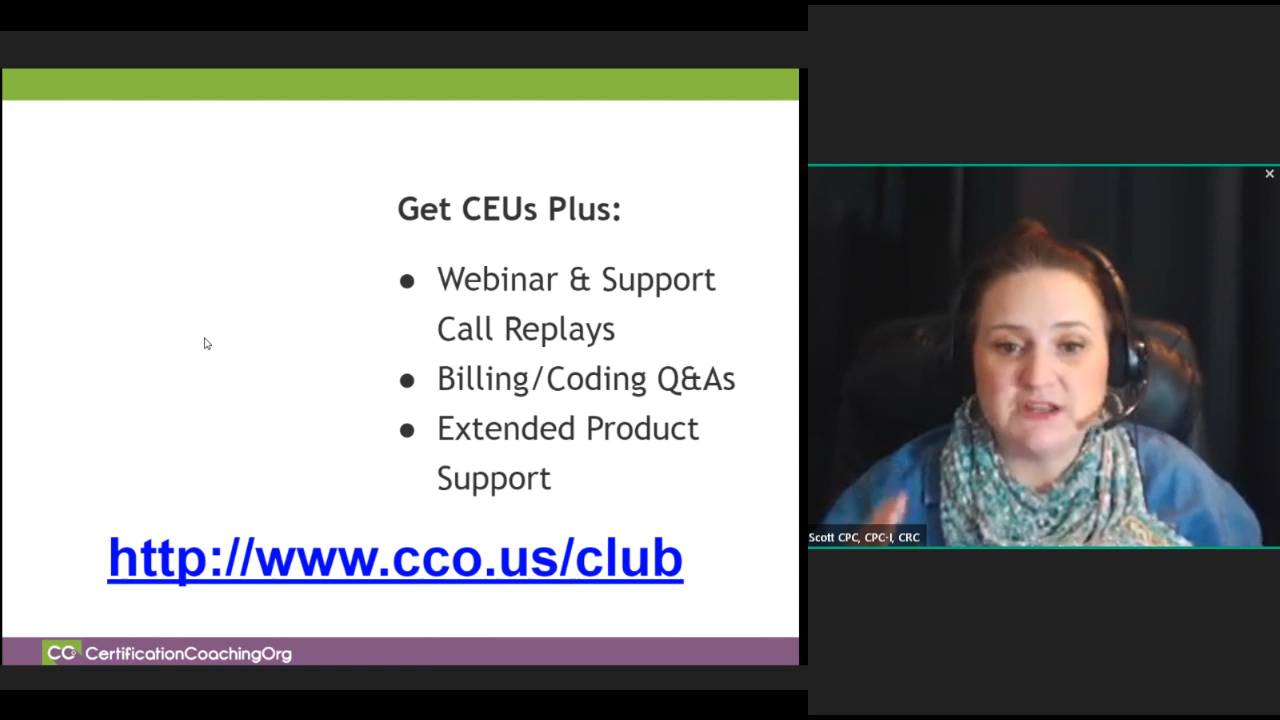 Get CEUs Plus:
● Webinar & Support
Call Replays
● Billing/Coding Q&As
● Extended Product
Support
http://www.cco.us/club
CO CertificationCoachingOrg
Scott CPC, CPC-I, CRC